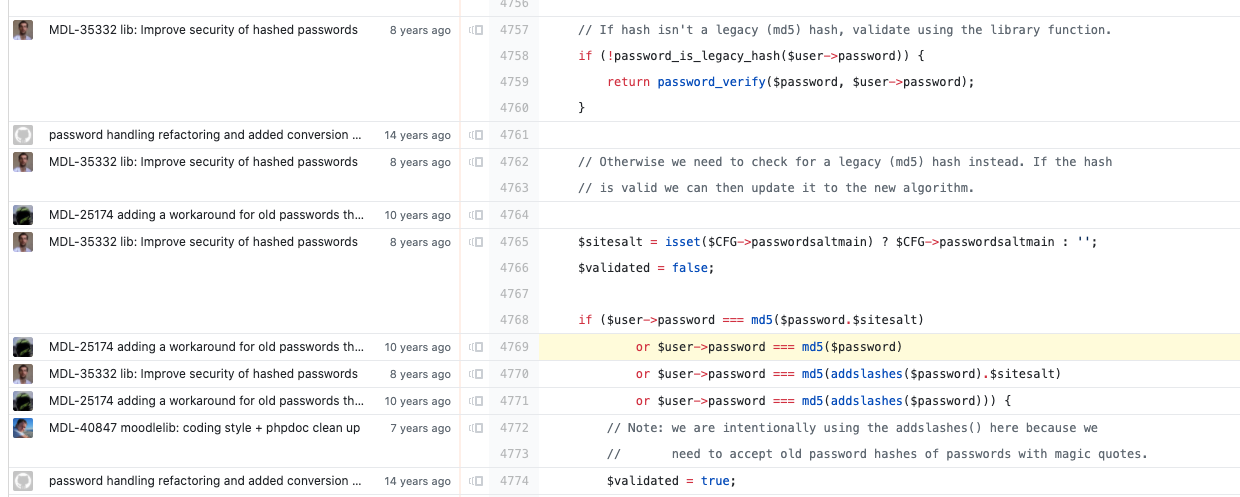 4756
MDL-35332 lib: Improve security of hashed passwords 8 years ago 4757 // If hash isn't a legacy (md5) hash, validate using the library function.
4758 if (!password_is_legacy_hash($user->password)) {
4759 return password_verify($password, $user->password);
4760 }
password handling refactoring and added conversion ... 14 years ago 4761
MDL-35332 lib: Improve security of hashed passwords 8 years ago 4762 // Otherwise we need to check for a legacy (md5) hash instead. If the hash
4763 // is valid we can then update it to the new algorithm.
MDL-25174 adding a workaround for old passwords th... 10 years ago 4764
MDL-35332 lib: Improve security of hashed passwords 8 years ago 4765 $sitesalt = isset($CFG->passwordsaltmain) ? $CFG->passwordsaltmain : '';
4766 $validated = false;
4767
4768 if ($user->password === md5($password.$sitesalt)
MDL-25174 adding a workaround for old passwords th... 10 years ago 4769 or $user->password === md5($password)
MDL-35332 lib: Improve security of hashed passwords 8 years ago 4770 or $user->password === md5(addslashes($password).$sitesalt)
MDL-25174 adding a workaround for old passwords th... 10 years ago 4771 or $user->password === md5(addslashes($password))) {
MDL-40847 moodlelib: coding style + phpdoc clean up 7 years ago 4772 // Note: we are intentionally using the addslashes() here because we
4773 // need to accept old password hashes of passwords with magic quotes.
password handling refactoring and added conversion ... 14 years ago 4774 $validated = true;